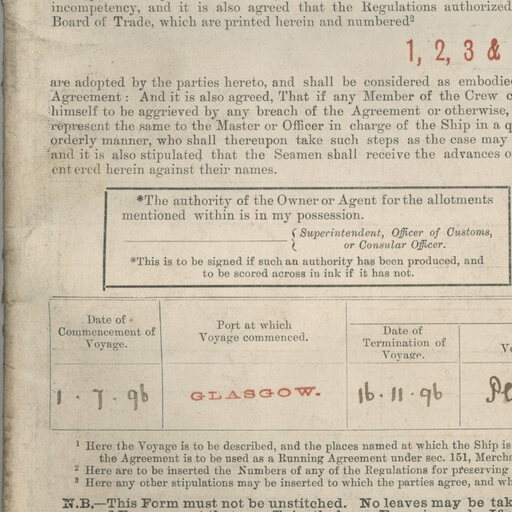 incompetency, and it is also agreed that the Regulations authorized
Board of Trade, which are printed herein and numbered²
1, 2, 3 &
are adopted by the parties hereto, and shall be considered as embodied
Agreement: And it is also agreed, That if any Member of the Crew c
himself to be aggrieved by any breach of the Agreement or otherwise,
represent the same to the Master or Officer in charge of the Ship in a q
orderly manner, who shall thereupon take such steps as the case may
and it is also stipulated that the Seamen shall receive the advances o
entered herein against their names.
*The authority of the Owner or Agent for the allotments
mentioned within is in my possession.
{ Superintendent, Officer of Customs,
or Consular Officer.
*This is to be signed if such an authority has been produced, and
to be scored across in ink if it has not.
Date of
Commencement of
Voyage.
Port at which
Voyage commenced.
Date of
Termination of
Voyage.
1 . 7 . 96
GLASGOW.
16 . 11 . 96
¹ Here the Voyage is to be described, and the places named at which the Ship is
the Agreement is to be used as a Running Agreement under sec. 151, Mercha
² Here are to be inserted the Numbers of any of the Regulations for preserving
³ Here any other stipulations may be inserted to which the parties agree, and wh
N.B.—This Form must not be unstitched. No leaves may be tak